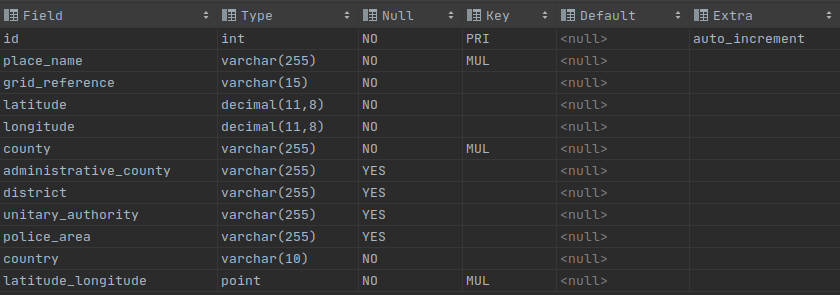 Field Type Null Key Default Extra
id int NO PRI <null> auto_increment
place_name varchar(255) NO MUL <null>
grid_reference varchar(15) NO <null>
latitude decimal(11,8) NO <null>
longitude decimal(11,8) NO <null>
county varchar(255) NO MUL <null>
administrative_county varchar(255) YES <null>
district varchar(255) YES <null>
unitary_authority varchar(255) YES <null>
police_area varchar(255) YES <null>
country varchar(10) NO <null>
latitude_longitude point NO MUL <null>